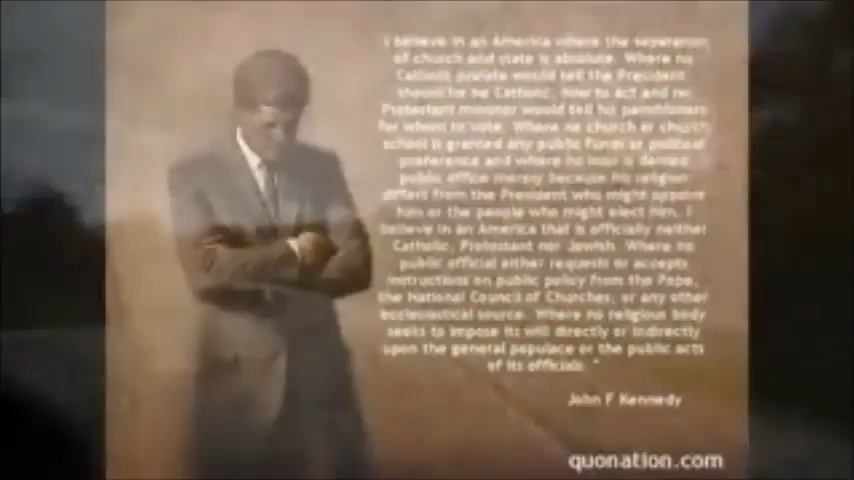 I believe in an America where the separation
of church and state is absolute. Where no
Catholic prelate would tell the President
should he be Catholic, how to act and no
Protestant minister would tell his parishioners
for whom to vote. Where no church or church
school is granted any public funds or political
preference and where no man is denied
public office merely because his religion
differs from the President who might appoint
him or the people who might elect him. I
believe in an America that is officially neither
Catholic, Protestant nor Jewish. Where no
public official either requests or accepts
instructions on public policy from the Pope,
the National Council of Churches, or any other
ecclesiastical source. Where no religious body
seeks to impose its will directly or indirectly
upon the general populace or the public acts
of its officials. "
John F Kennedy
quonation.com